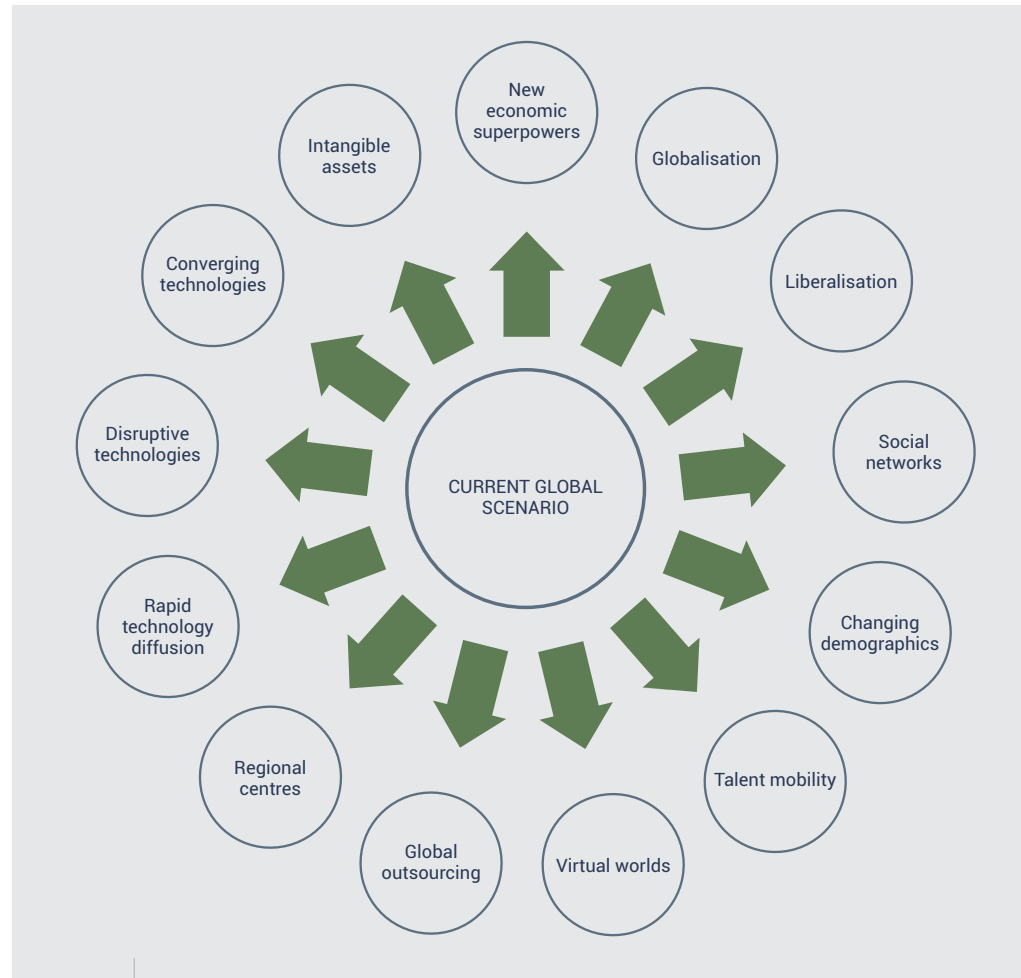 New
economic
superpowers
Globalisation
Liberalisation
Social
networks
Changing
demographics
Talent mobility
Virtual worlds
Global
outsourcing
Regional
centres
Rapid
technology
diffusion
Disruptive
technologies
Converging
technologies
Intangible
assets
CURRENT GLOBAL
SCENARIO